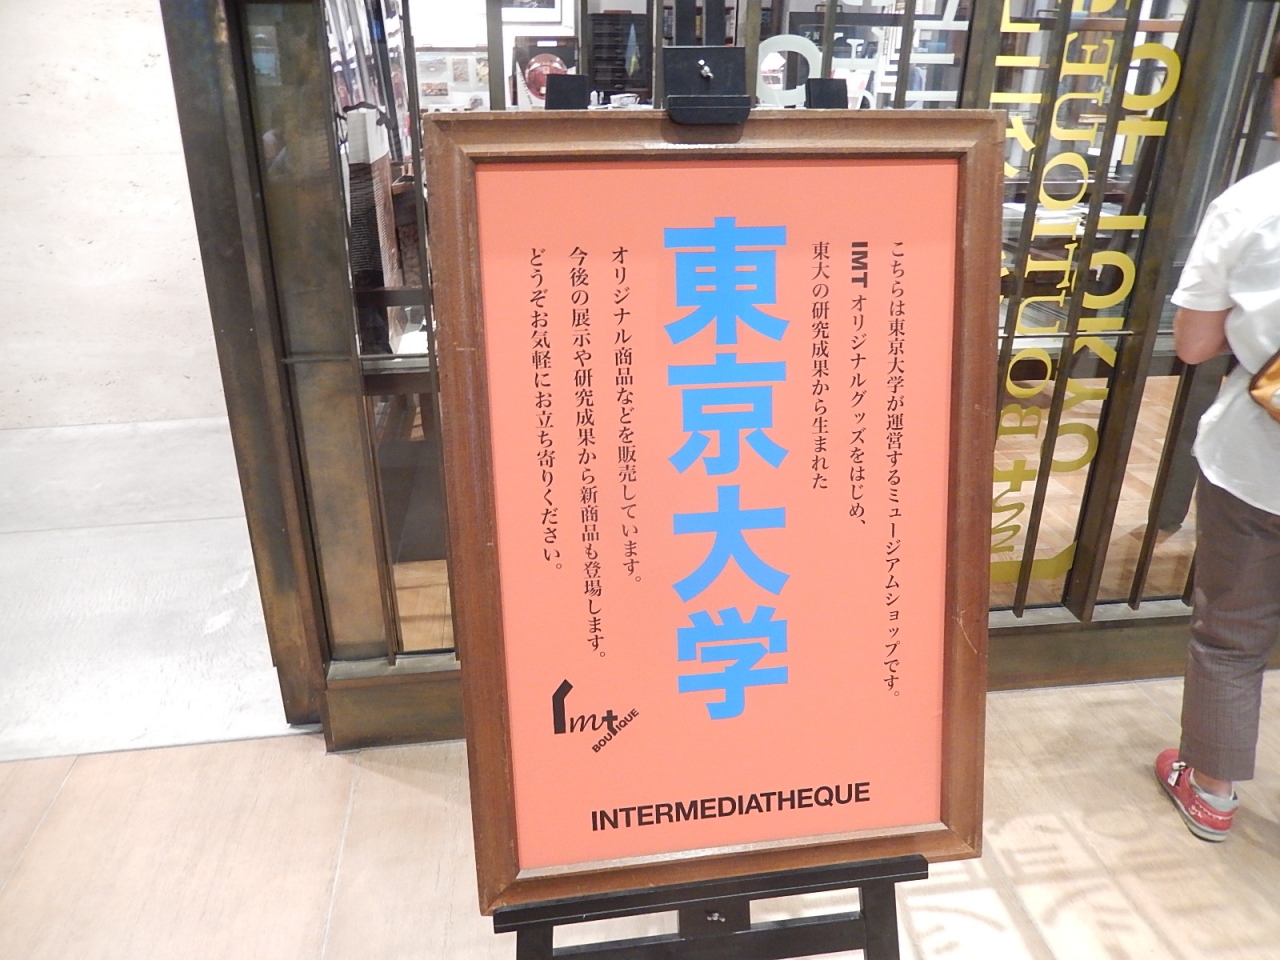 こちらは東京大学が運営するミュージアムショップです。
IMT オリジナルグッズをはじめ、
東大の研究成果から生まれた
東京大学
オリジナル商品などを販売しています。
今後の展示や研究成果から新商品も登場します。
どうぞお気軽にお立ち寄りください。
Imt
BOUTIQUE
INTERMEDIATHEQUE